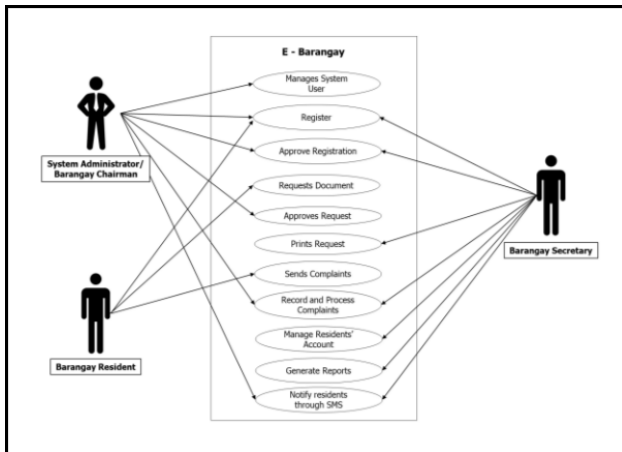 E - Barangay
Manages System
User
Register
Approve Registration
Requests Document
Approves Request
Prints Request
Sends Complaints
Record and Process
Complaints
Manage Residents'
Account
Generate Reports
Notify residents
through SMS
System Administrator/
Barangay Chairman
Barangay Resident
Barangay Secretary